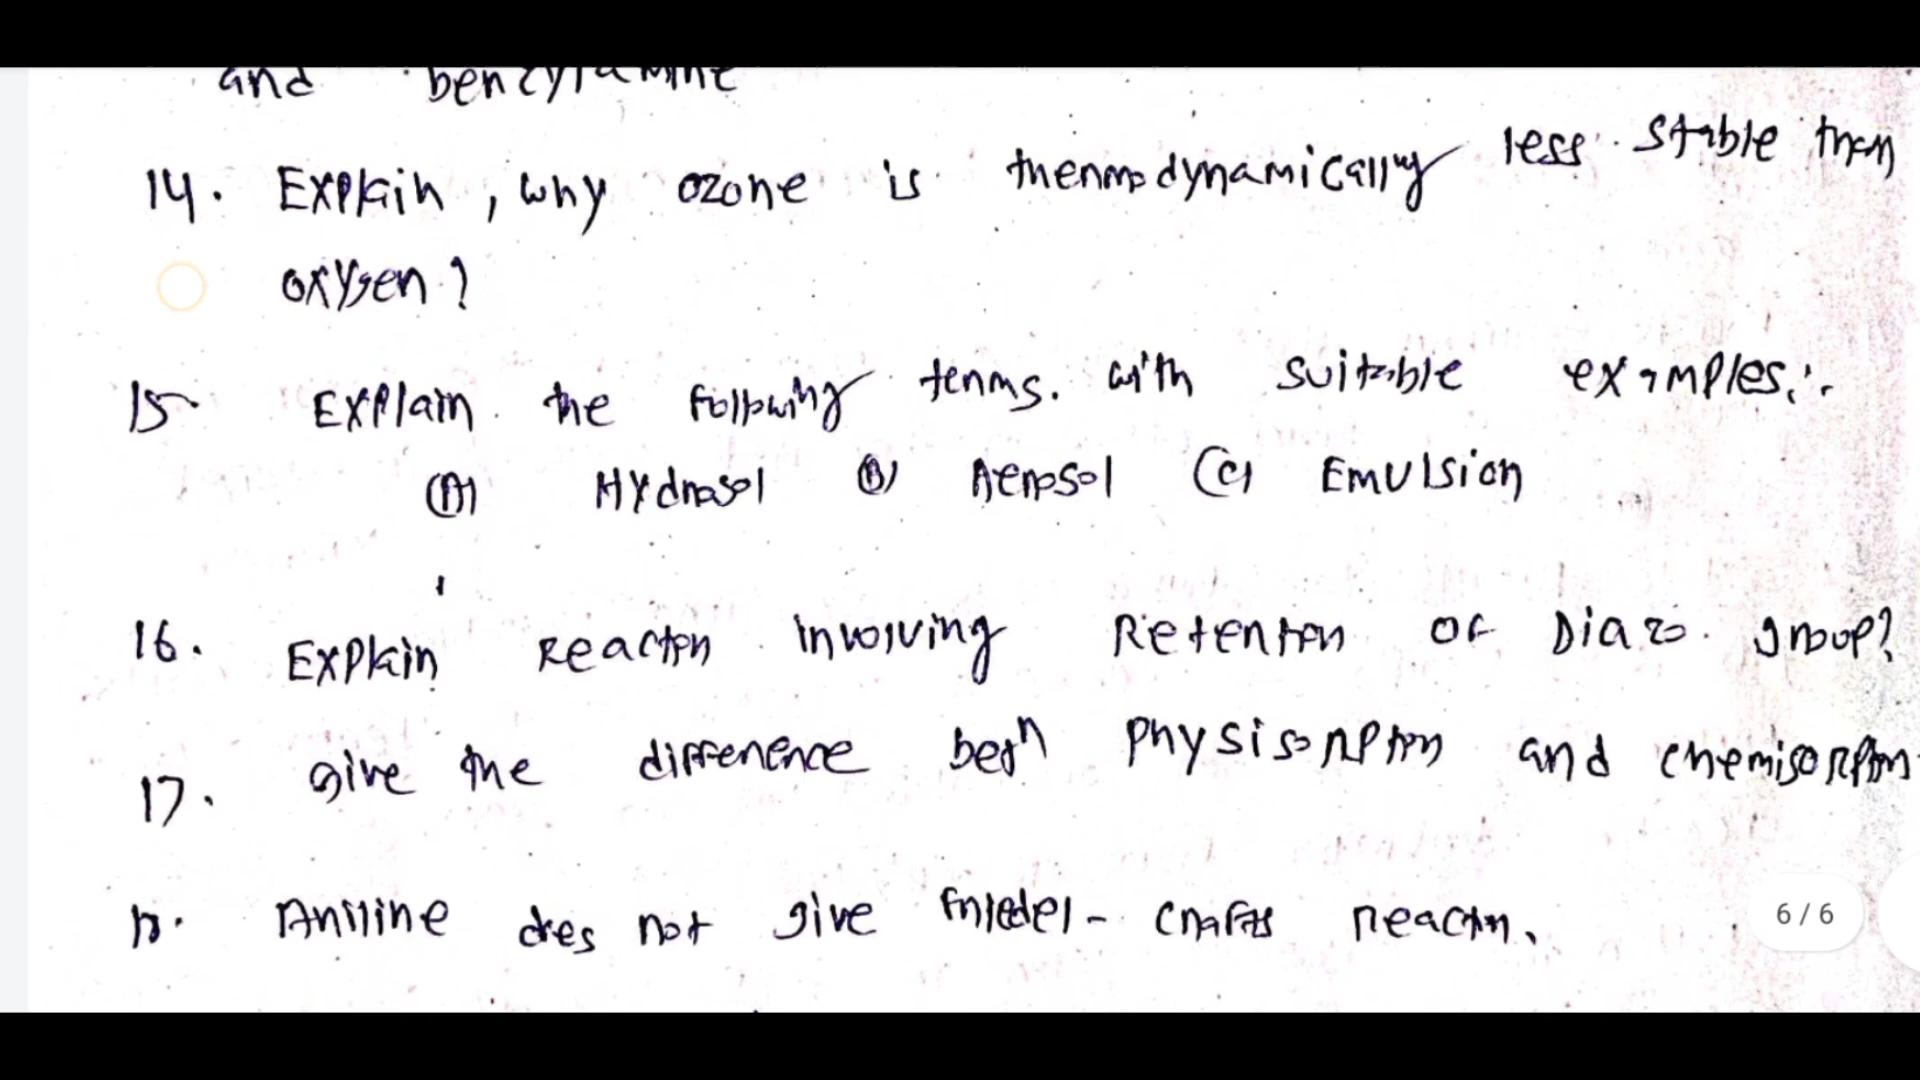 and benzylamine
14. Explain, why ozone is thermodynamically less stable than
oxygen?
15. Explain the following terms. with suitable examples:
(A) Hydrosol (B) Aerosol (C) Emulsion
16. Explain Reaction involving Retention of Diazo group?
17. give the difference betn physisorption and chemisorption
18. Aniline does not give friedel-crafts reaction.
6/6